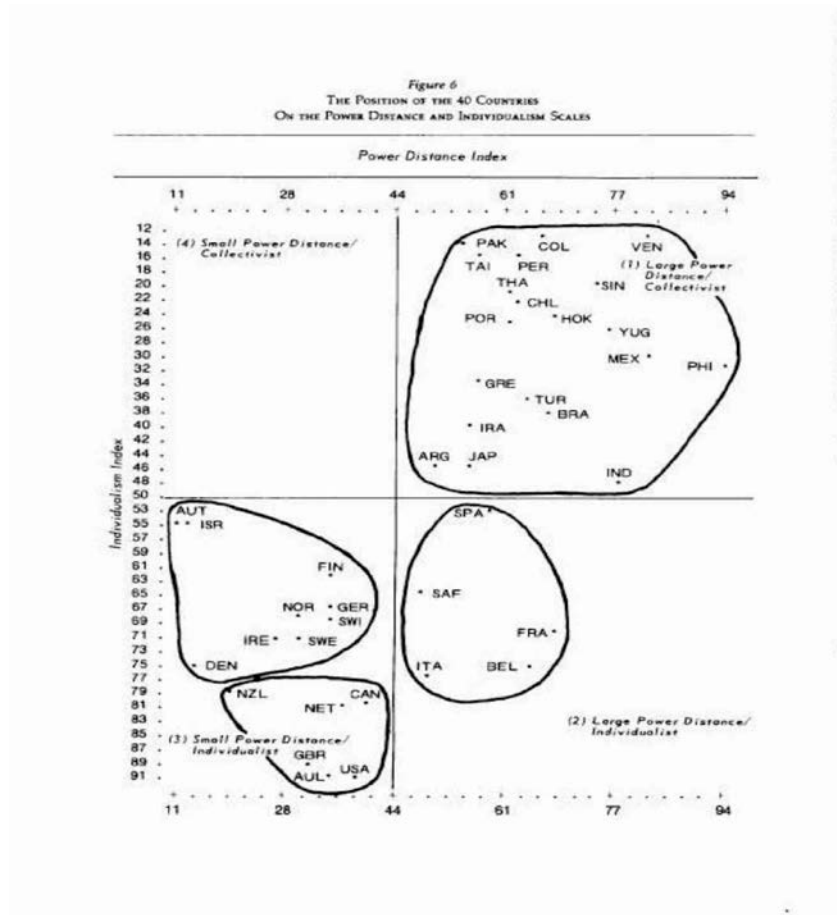 Figure 6
THE POSITION OF THE 40 COUNTRIES
ON THE POWER DISTANCE AND INDIVIDUALISM SCALES
Power Distance Index
11 28 44 61 77 94
Individualism Index
12
14
16
18
20
22
24
26
28
30
32
34
36
38
40
42
44
46
48
50
53
55
57
59
61
63
65
67
69
71
73
75
77
79
81
83
85
87
89
91
(4) Small Power Distance/
Collectivist
PAK COL VEN
TAI PER
(1) Large Power
Distance/
Collectivist
THA SIN
CHL
POR HOK YUG
MEX PHI
GRE
TUR
BRA
IRA
ARG JAP
IND
AUT
ISR
SPA
FIN
SAF
NOR GER
SWI
FRA
IRE SWE
DEN
ITA BEL
NZL CAN
NET
(2) Large Power Distance/
Individualist
(3) Small Power Distance/
Individualist
GBR
AUL USA
11 28 44 61 77 94